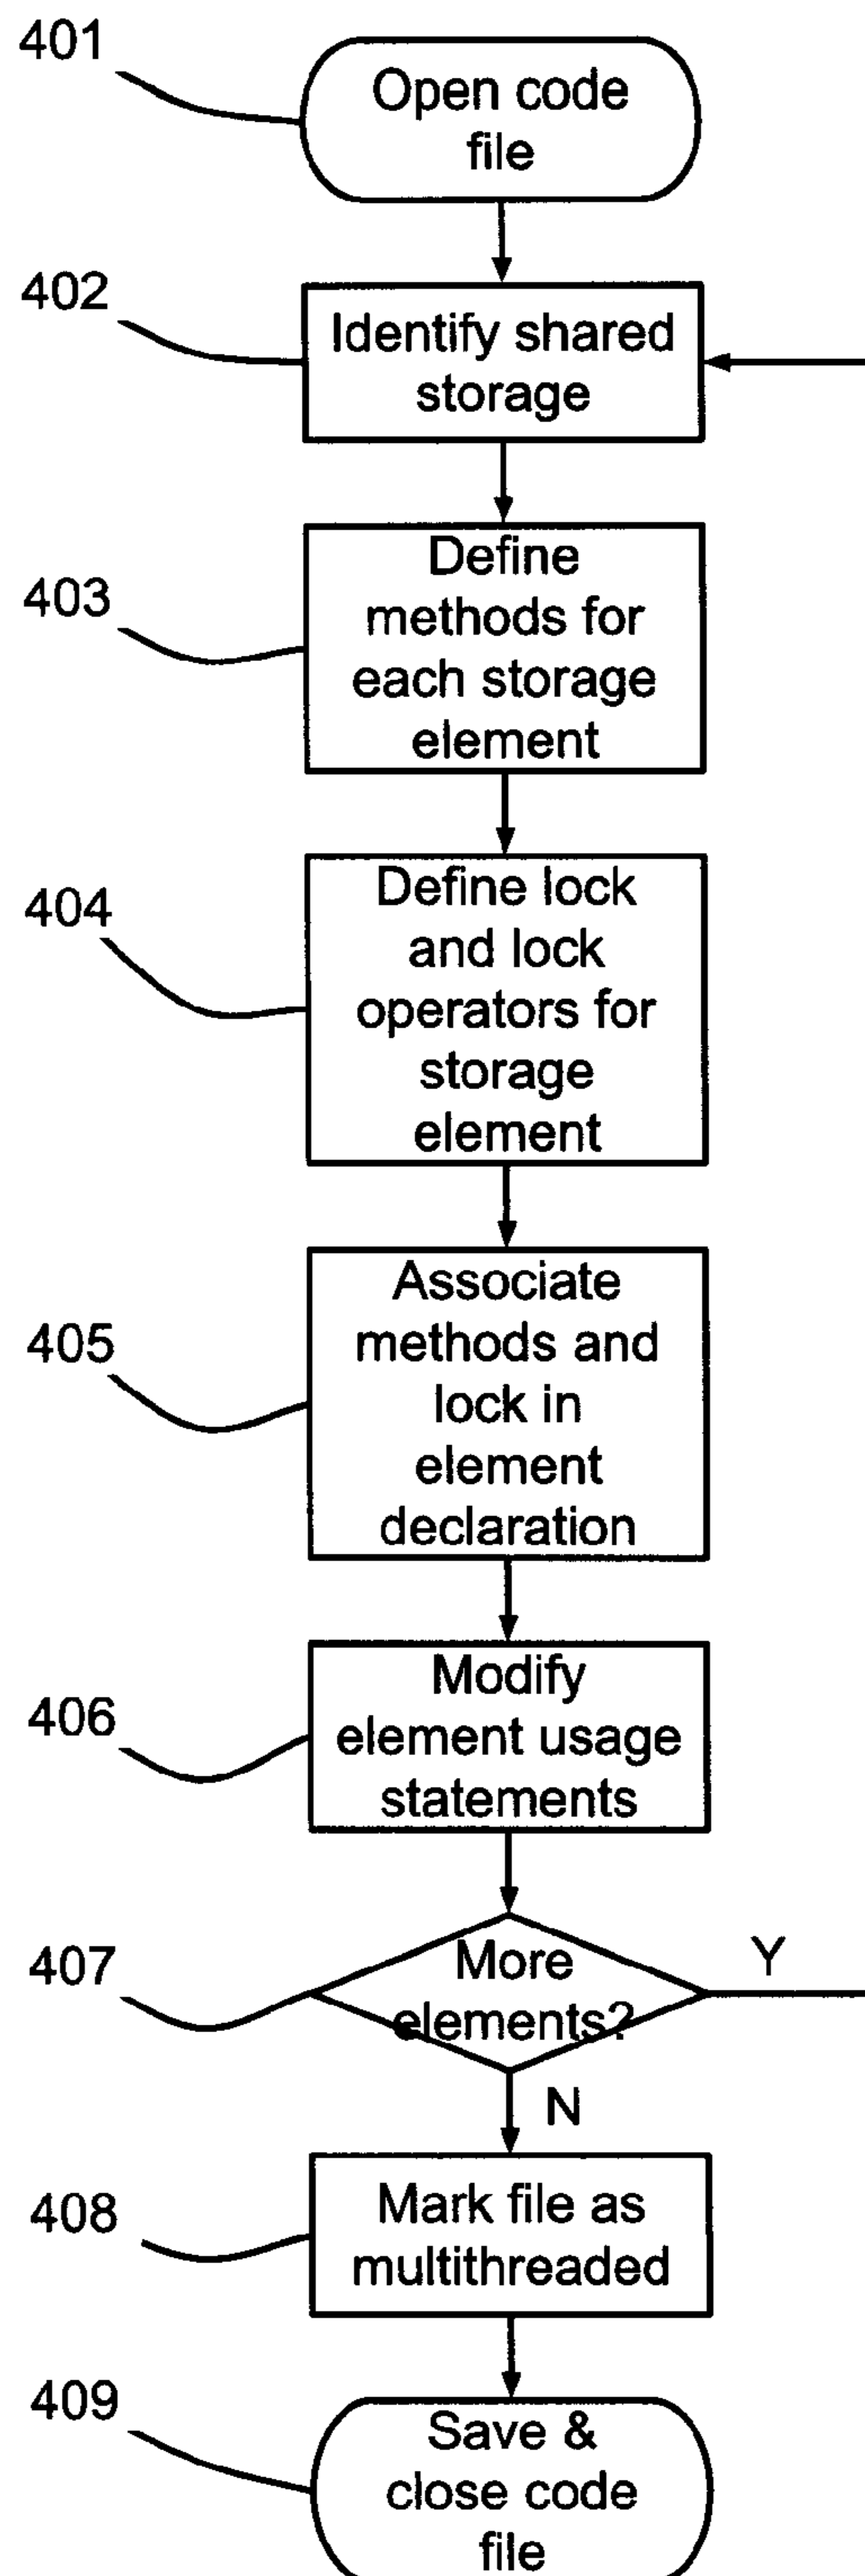 401
Open code
file
402
Identify shared
storage
403
Define
methods for
each storage
element
404
Define lock
and lock
operators for
storage
element
405
Associate
methods and
lock in
element
declaration
406
Modify
element usage
statements
407
More
elements?
Y
N
408
Mark file as
multithreaded
409
Save &
close code
file